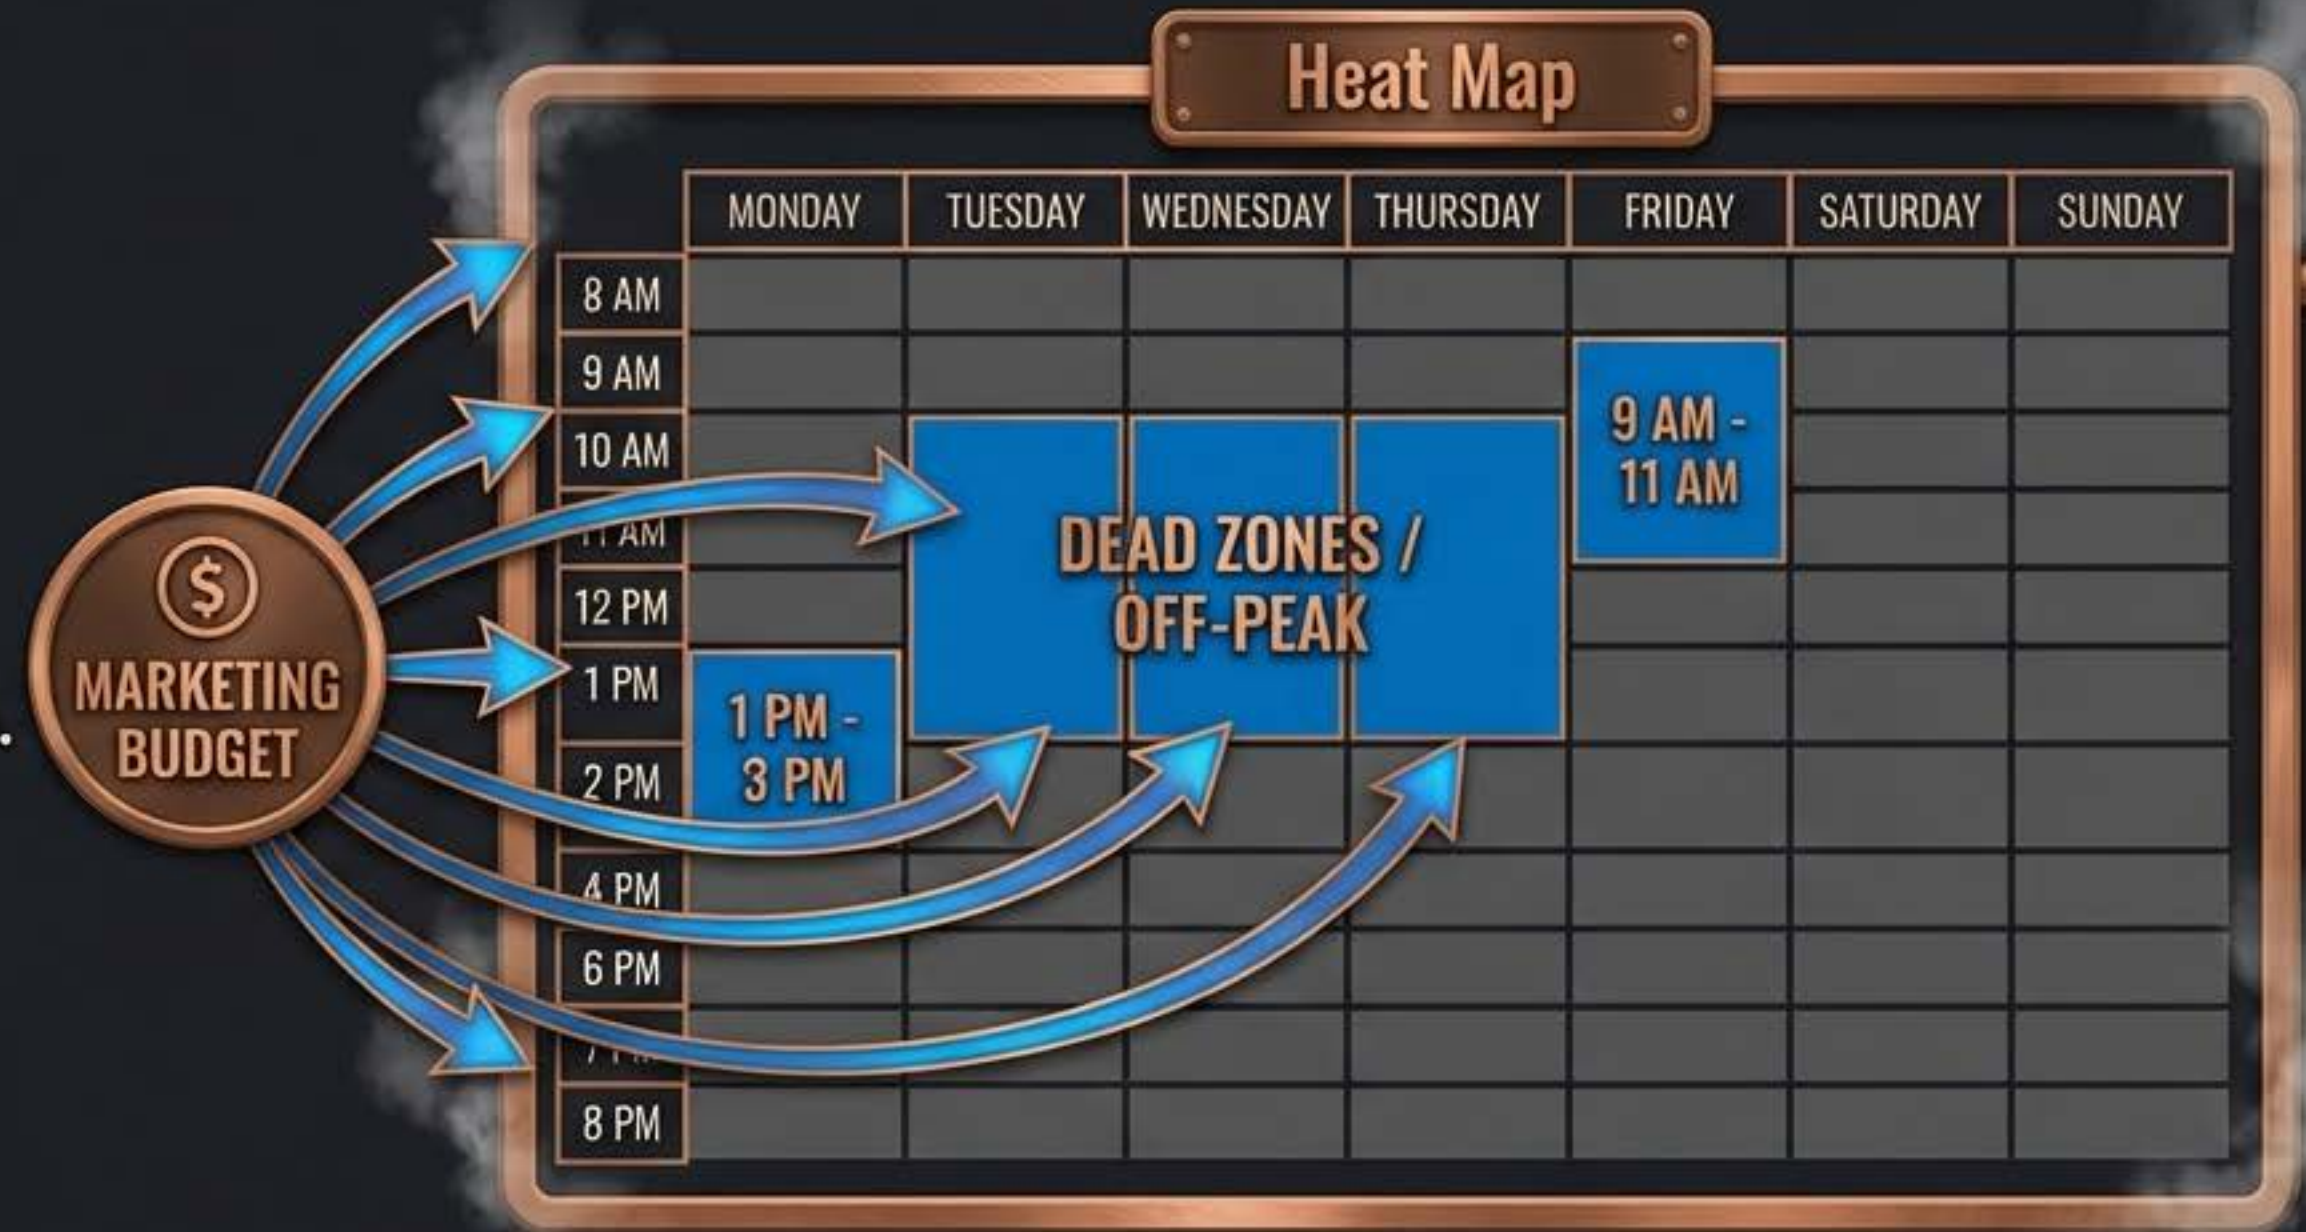 Heat Map
MONDAY TUESDAY WEDNESDAY THURSDAY FRIDAY SATURDAY SUNDAY
8 AM
9 AM
10 AM
11 AM
12 PM
1 PM
2 PM
4 PM
6 PM
8 PM
9 AM -
11 AM
DEAD ZONES /
OFF-PEAK
1 PM -
3 PM
$
MARKETING
BUDGET